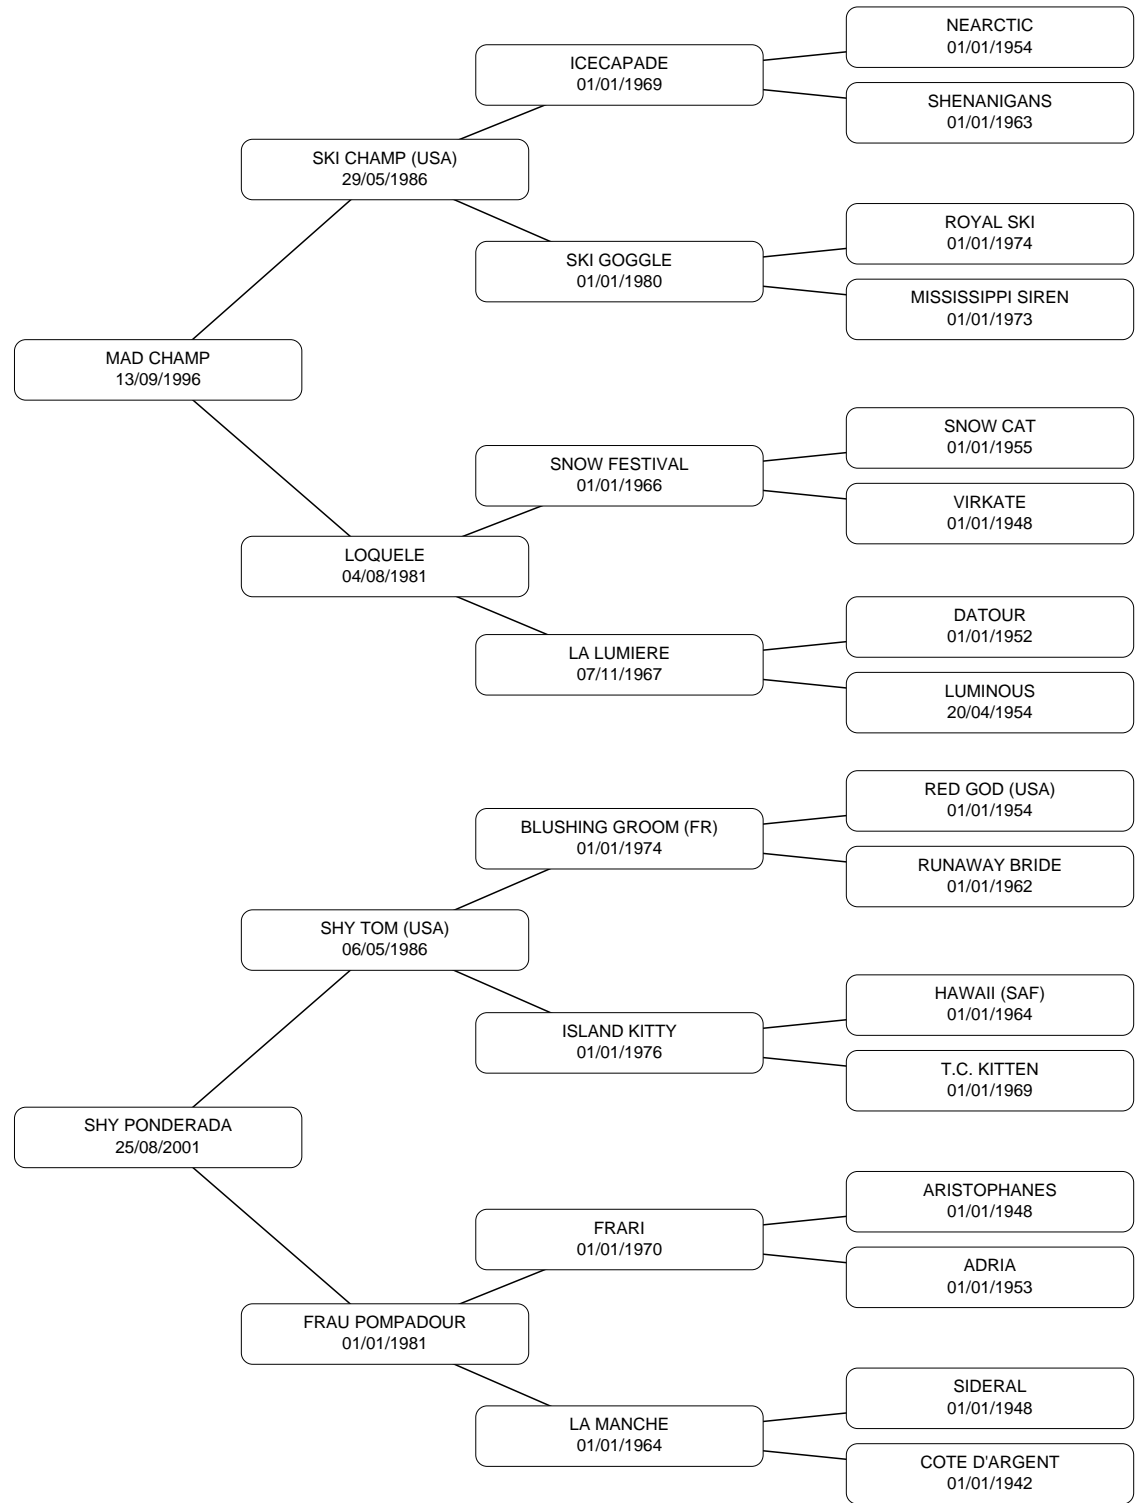 NEARCTIC
01/01/1954
ICECAPADE
01/01/1969
SHENANIGANS
01/01/1963
SKI CHAMP (USA)
29/05/1986
ROYAL SKI
01/01/1974
SKI GOGGLE
01/01/1980
MISSISSIPPI SIREN
01/01/1973
MAD CHAMP
13/09/1996
SNOW CAT
01/01/1955
SNOW FESTIVAL
01/01/1966
VIRKATE
01/01/1948
LOQUELE
04/08/1981
DATOUR
01/01/1952
LA LUMIERE
07/11/1967
LUMINOUS
20/04/1954
RED GOD (USA)
01/01/1954
BLUSHING GROOM (FR)
01/01/1974
RUNAWAY BRIDE
01/01/1962
SHY TOM (USA)
06/05/1986
HAWAII (SAF)
01/01/1964
ISLAND KITTY
01/01/1976
T.C. KITTEN
01/01/1969
SHY PONDERADA
25/08/2001
ARISTOPHANES
01/01/1948
FRARI
01/01/1970
ADRIA
01/01/1953
FRAU POMPADOUR
01/01/1981
SIDERAL
01/01/1948
LA MANCHE
01/01/1964
COTE D'ARGENT
01/01/1942